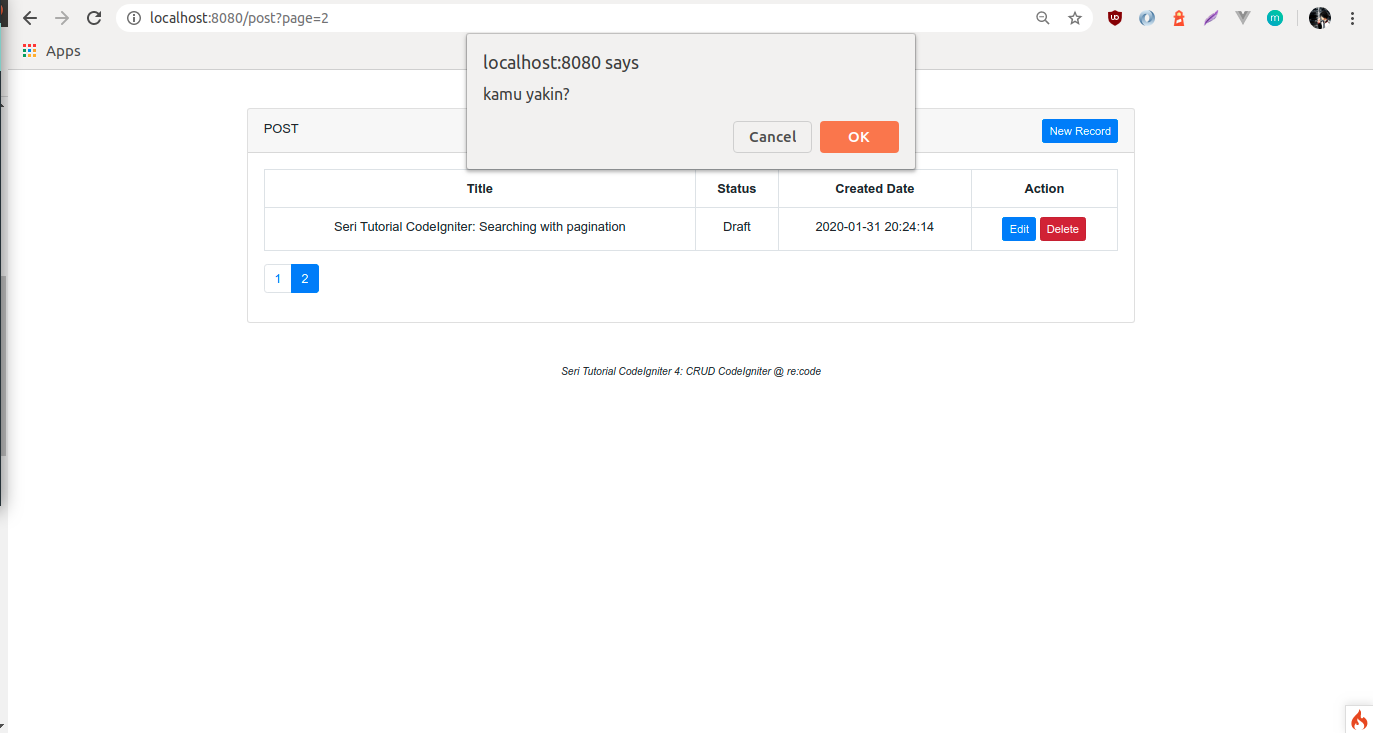 localhost:8080/post?page=2
Apps
localhost:8080 says
kamu yakin?
Cancel OK
POST New Record
Title Status Created Date Action
Seri Tutorial CodeIgniter: Searching with pagination Draft 2020-01-31 20:24:14 Edit Delete
1 2
Seri Tutorial CodeIgniter 4: CRUD CodeIgniter @ re:code